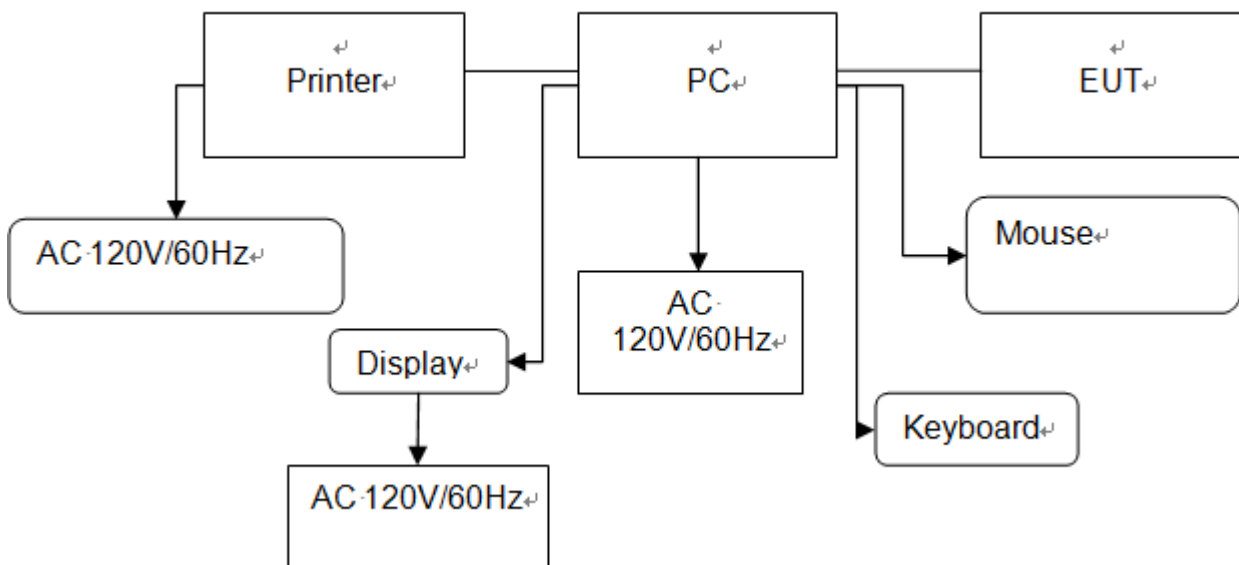 Printer
PC
EUT
AC 120V/60Hz
Mouse
AC
120V/60Hz
Display
Keyboard
AC 120V/60Hz